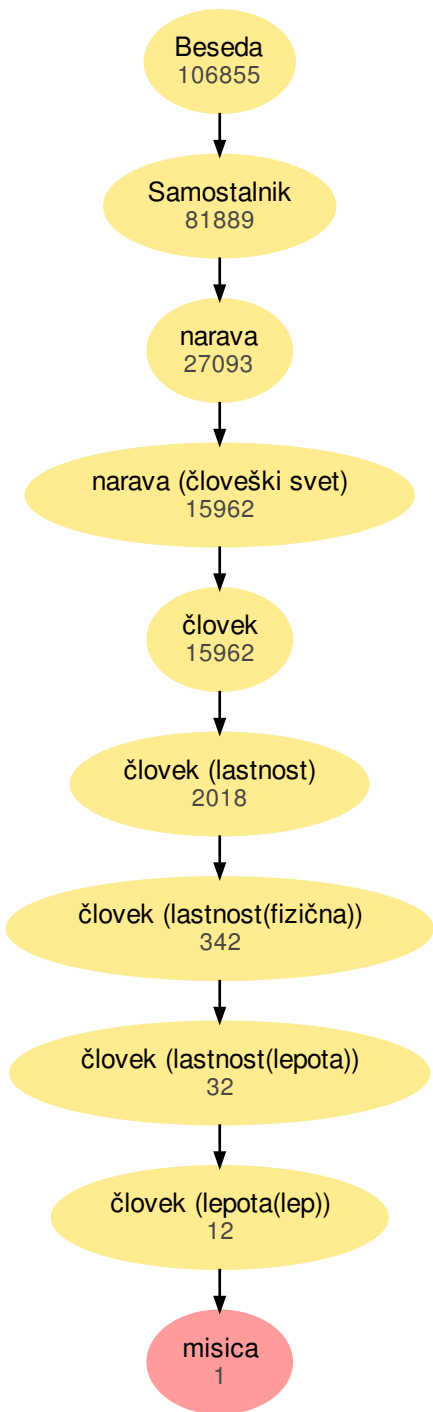 Beseda
106855
Samostalnik
81889
narava
27093
narava (človeški svet)
15962
človek
15962
človek (lastnost)
2018
človek (lastnost(fizična))
342
človek (lastnost(lepota))
32
človek (lepota(lep))
12
misica
1